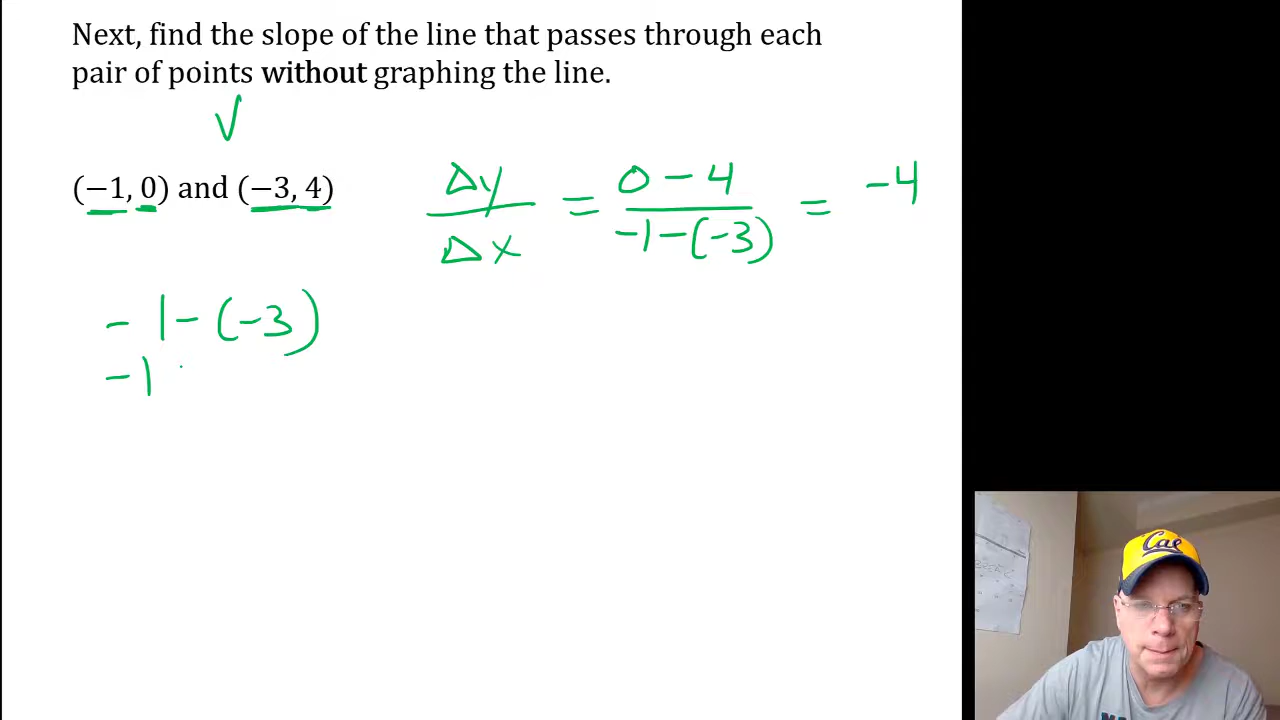 Next, find the slope of the line that passes through each
pair of points without graphing the line.
√
(−1, 0) and (−3, 4)
Δy / Δx = 0 − 4 / -1 − (-3) = -4
- 1 − (-3)
-1
Cal